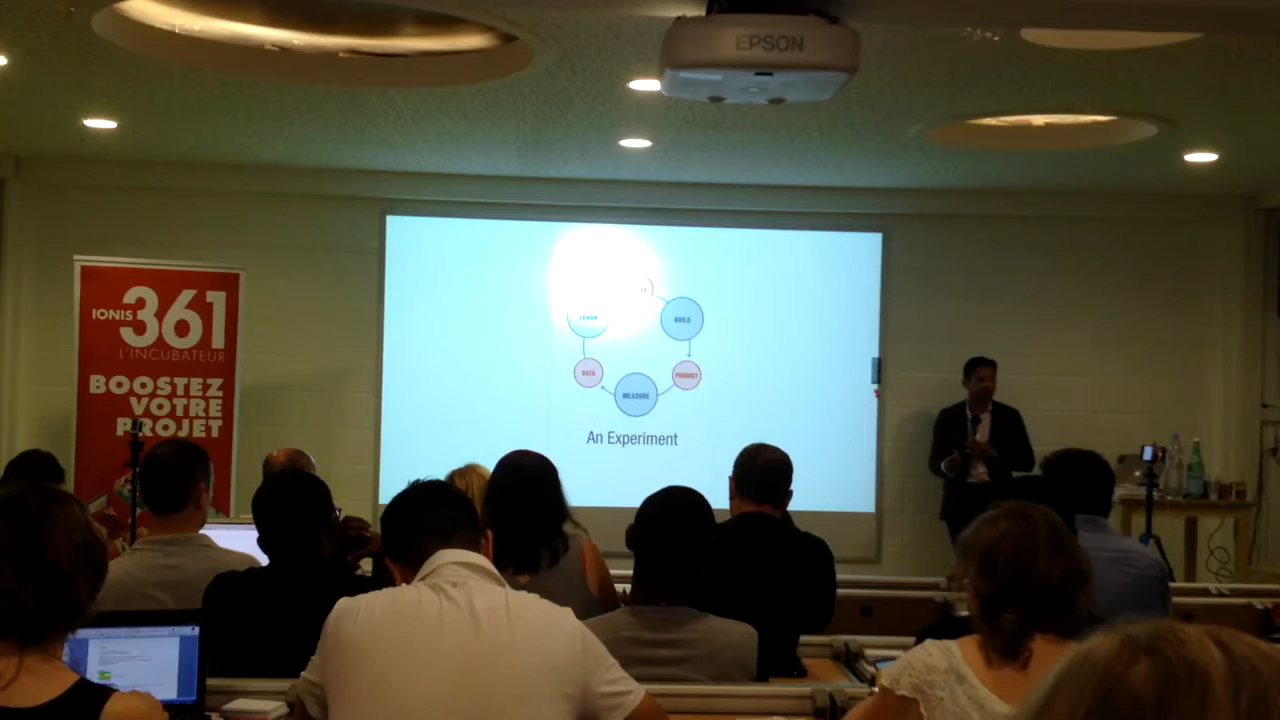 EPSON
IONIS 361
L'INCUBATEUR
BOOSTEZ
VOTRE
PROJET
LEARN
BUILD
DATA
PRODUCT
MEASURE
An Experiment